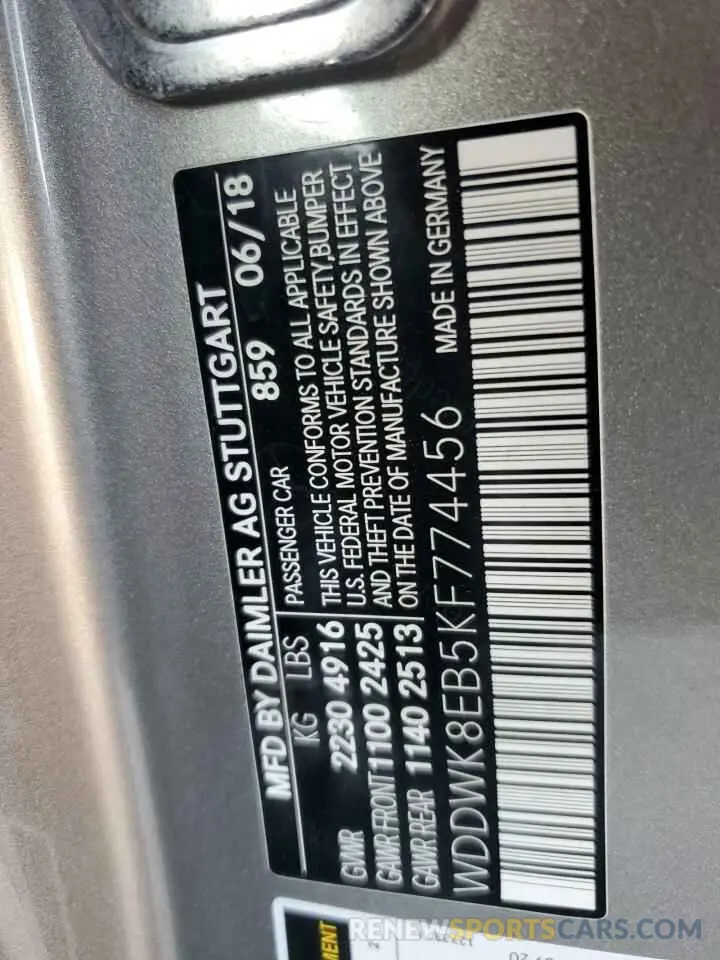 MFD BY DAIMLER AG STUTTGART
859 06/18
KG LBS PASSENGER CAR
GVWR 2230 4916
GAWR FRONT 1100 2425
GAWR REAR 1140 2513
THIS VEHICLE CONFORMS TO ALL APPLICABLE
U.S. FEDERAL MOTOR VEHICLE SAFETY,BUMPER
AND THEFT PREVENTION STANDARDS IN EFFECT
ON THE DATE OF MANUFACTURE SHOWN ABOVE
WDDWK8EB5KF774456 MADE IN GERMANY
RENEWSPORTSCARS.COM